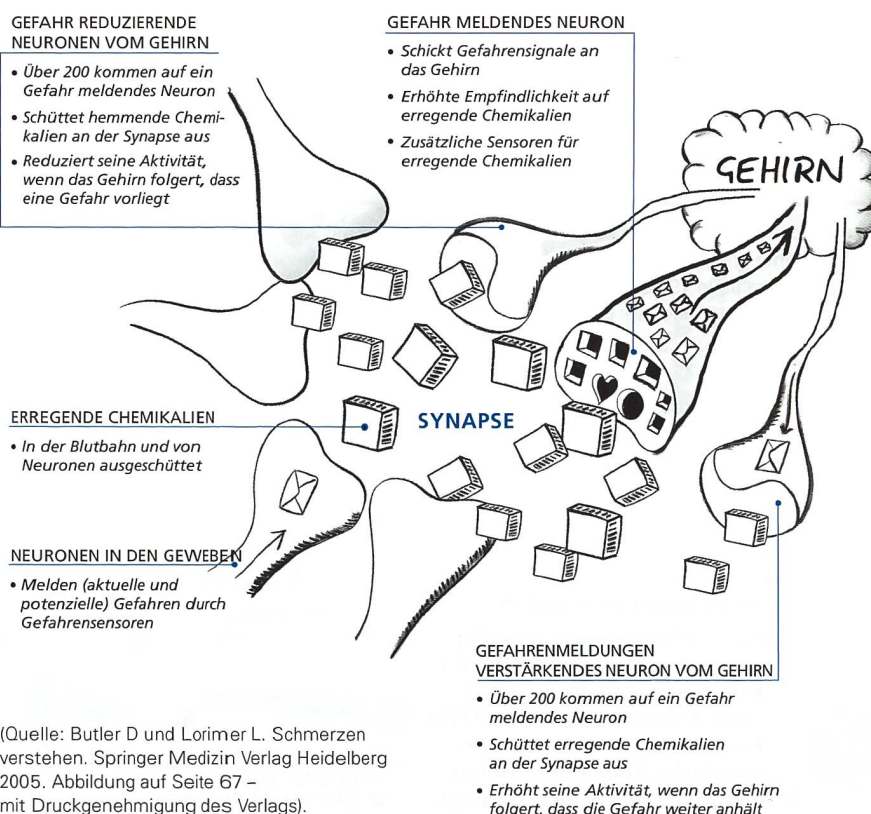 GEFAHR REDUZIERENDE
NEURONEN VOM GEHIRN
• Über 200 kommen auf ein
Gefahr meldendes Neuron
• Schüttet hemmende Chemi-
kalien an der Synapse aus
• Reduziert seine Aktivität,
wenn das Gehirn folgert, dass
eine Gefahr vorliegt
GEFAHR MELDENDES NEURON
• Schickt Gefahrensignale an
das Gehirn
• Erhöhte Empfindlichkeit auf
erregende Chemikalien
• Zusätzliche Sensoren für
erregende Chemikalien
GEHIRN
SYNAPSE
ERREGENDE CHEMIKALIEN
• In der Blutbahn und von
Neuronen ausgeschüttet
NEURONEN IN DEN GEWEBEN
• Melden (aktuelle und
potenzielle) Gefahren durch
Gefahrensensoren
GEFAHRENMELDUNGEN
VERSTÄRKENDES NEURON VOM GEHIRN
• Über 200 kommen auf ein Gefahr
meldendes Neuron
• Schüttet erregende Chemikalien
an der Synapse aus
• Erhöht seine Aktivität, wenn das Gehirn
folgert, dass die Gefahr weiter anhält
(Quelle: Butler D und Lorimer L. Schmerzen
verstehen. Springer Medizin Verlag Heidelberg
2005. Abbildung auf Seite 67 –
mit Druckgenehmigung des Verlags).